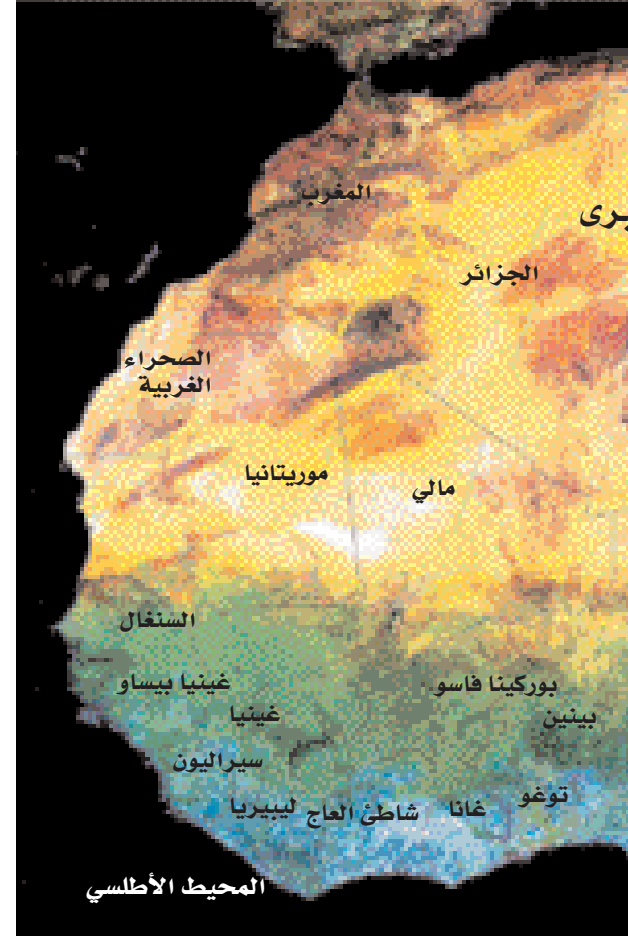 المغرب
الجزائر
الصحراء
الغربية
موريتانيا
مالي
السنغال
غينيا بيساو
بوركينا فاسو
غينيا
بينين
سيراليون
توغو
غانا
شاطئ العاج
ليبيريا
المحيط الأطلسي